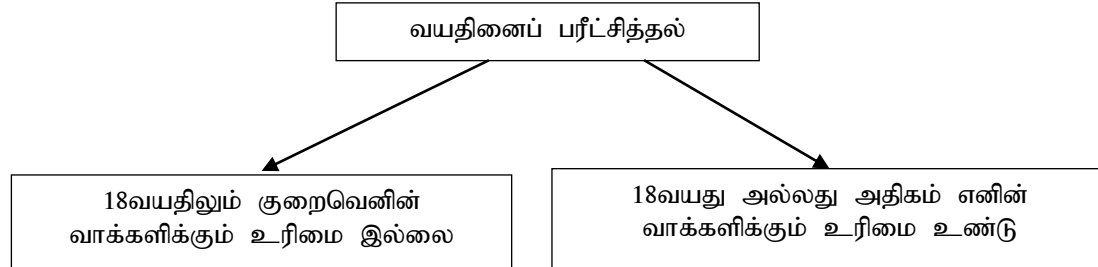 வயதினைப் பரீட்சித்தல்
18வயதிலும் குறைவெனின்
வாக்களிக்கும் உரிமை இல்லை
18வயது அல்லது அதிகம் எனின்
வாக்களிக்கும் உரிமை உண்டு